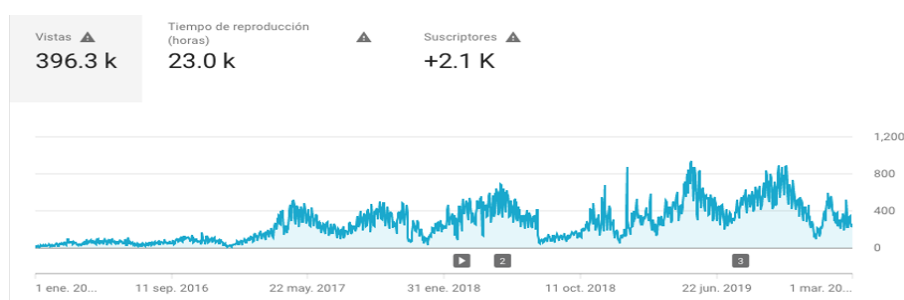 Vistas
396.3 k
Tiempo de reproducción
(horas)
23.0 k
Suscriptores
+2.1 K
1,200
800
400
0
2
3
1 ene. 20...
11 sep. 2016
22 may. 2017
31 ene. 2018
11 oct. 2018
22 jun. 2019
1 mar. 20...